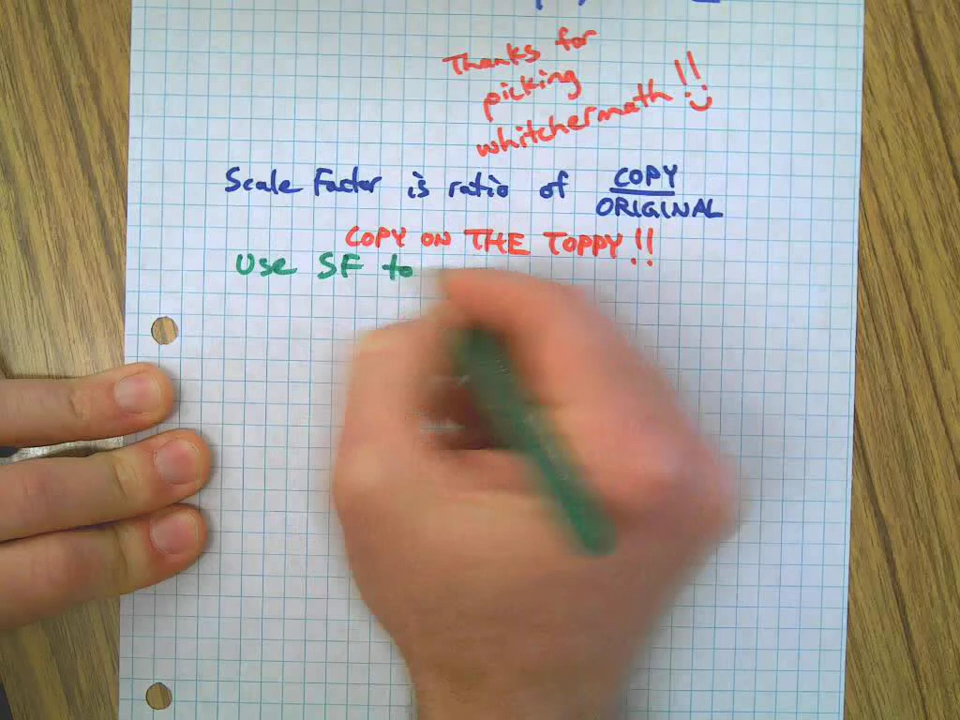 Thanks for
picking
whitchermath!!
Scale Factor is ratio of COPY
ORIGINAL
COPY ON THE TOPPY!!
Use SF to